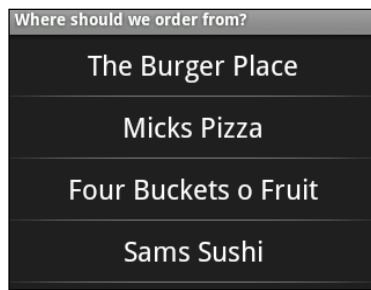 Where should we order from?
The Burger Place
Micks Pizza
Four Buckets o Fruit
Sams Sushi